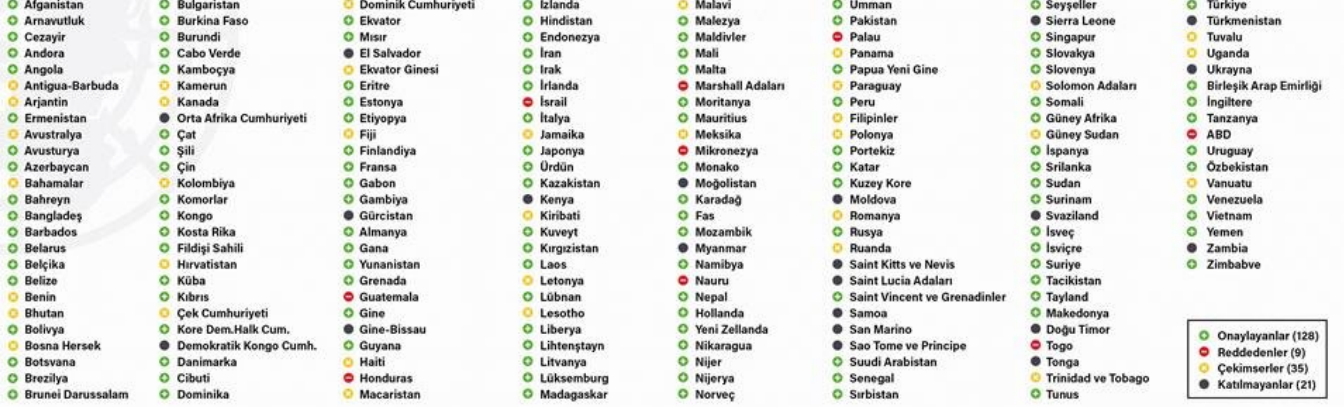 Afganistan
Arnavutluk
Cezayir
Andora
Angola
Antigua-Barbuda
Arjantin
Ermenistan
Avustralya
Avusturya
Azerbaycan
Bahamalar
Bahreyn
Bangladeş
Barbados
Belarus
Belçika
Belize
Benin
Bhutan
Bolivya
Bosna Hersek
Botsvana
Brezilya
Brunei Darussalam
Bulgaristan
Burkina Faso
Burundi
Cabo Verde
Kamboçya
Kamerun
Kanada
Orta Afrika Cumhuriyeti
Çat
Şili
Çin
Kolombiya
Komorlar
Kongo
Kosta Rika
Fildişi Sahili
Hırvatistan
Küba
Kıbrıs
Çek Cumhuriyeti
Kore Dem.Halk Cum.
Demokratik Kongo Cumh.
Danimarka
Cibuti
Dominika
Dominik Cumhuriyeti
Ekvator
Mısır
El Salvador
Ekvator Ginesi
Eritre
Estonya
Etiyopya
Fiji
Finlandiya
Fransa
Gabon
Gambiya
Gürcistan
Almanya
Gana
Yunanistan
Grenada
Guatemala
Gine
Gine-Bissau
Guyana
Haiti
Honduras
Macaristan
İzlanda
Hindistan
Endonezya
İran
Irak
İrlanda
İsrail
İtalya
Jamaika
Japonya
Ürdün
Kazakistan
Kenya
Kiribati
Kuveyt
Kırgızistan
Laos
Letonya
Lübnan
Lesotho
Liberya
Lihtenştayn
Litvanya
Lüksemburg
Madagaskar
Malavi
Malezya
Maldivler
Mali
Malta
Marshall Adaları
Moritanya
Mauritius
Meksika
Mikronezya
Monako
Moğolistan
Karadağ
Fas
Mozambik
Myanmar
Namibya
Nauru
Nepal
Hollanda
Yeni Zellanda
Nikaragua
Nijer
Nijerya
Norveç
Umman
Pakistan
Palau
Panama
Papua Yeni Gine
Paraguay
Peru
Filipinler
Polonya
Portekiz
Katar
Kuzey Kore
Moldova
Romanya
Rusya
Ruanda
Saint Kitts ve Nevis
Saint Lucia Adaları
Saint Vincent ve Grenadinler
Samoa
San Marino
Sao Tome ve Principe
Suudi Arabistan
Senegal
Sırbistan
Seyşeller
Sierra Leone
Singapur
Slovakya
Slovenya
Solomon Adaları
Somali
Güney Afrika
Güney Sudan
İspanya
Srilanka
Sudan
Surinam
Svaziland
İsveç
İsviçre
Suriye
Tacikistan
Tayland
Makedonya
Doğu Timor
Togo
Tonga
Trinidad ve Tobago
Tunus
Türkiye
Türkmenistan
Tuvalu
Uganda
Ukrayna
Birleşik Arap Emirliği
İngiltere
Tanzanya
ABD
Uruguay
Özbekistan
Vanuatu
Venezuela
Vietnam
Yemen
Zambia
Zimbabve
Onaylayanlar (128)
Reddedenler (9)
Çekimserler (35)
Katılmayanlar (21)